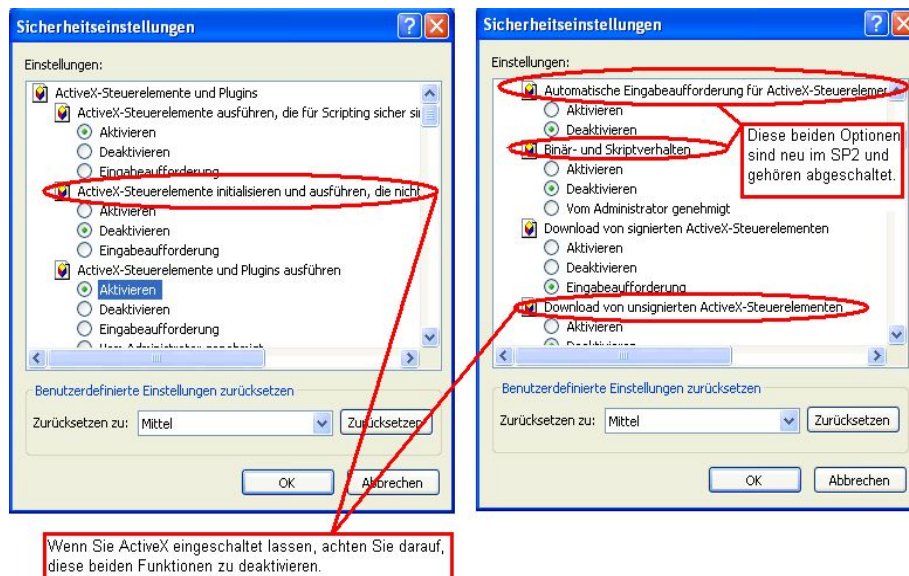 Sicherheitseinstellungen
Einstellungen:
ActiveX-Steuerelemente und Plugins
ActiveX-Steuerelemente ausführen, die für Scripting sicher
Aktivieren
Deaktivieren
Eingabeaufforderung
ActiveX-Steuerelemente initialisieren und ausführen, die nicht
Aktivieren
Deaktivieren
Eingabeaufforderung
ActiveX-Steuerelemente und Plugins ausführen
Aktivieren
Deaktivieren
Eingabeaufforderung
Vom Administrator genehmigt
Benutzerdefinierte Einstellungen zurücksetzen
Zurücksetzen zu: Mittel Zurücksetzen
OK Abbrechen
Wenn Sie ActiveX eingeschaltet lassen, achten Sie darauf,
diese beiden Funktionen zu deaktivieren.
Sicherheitseinstellungen
Einstellungen:
Automatische Eingabeaufforderung für ActiveX-Steuerelemer
Aktivieren
Deaktivieren
Binär- und Skriptverhalten
Aktivieren
Deaktivieren
Vom Administrator genehmigt
Download von signierten ActiveX-Steuerelementen
Aktivieren
Deaktivieren
Eingabeaufforderung
Download von unsignierten ActiveX-Steuerelementen
Aktivieren
Deaktivieren
Diese beiden Optionen
sind neu im SP2 und
gehören abgeschaltet.
Benutzerdefinierte Einstellungen zurücksetzen
Zurücksetzen zu: Mittel Zurücksetzen
OK Abbrechen